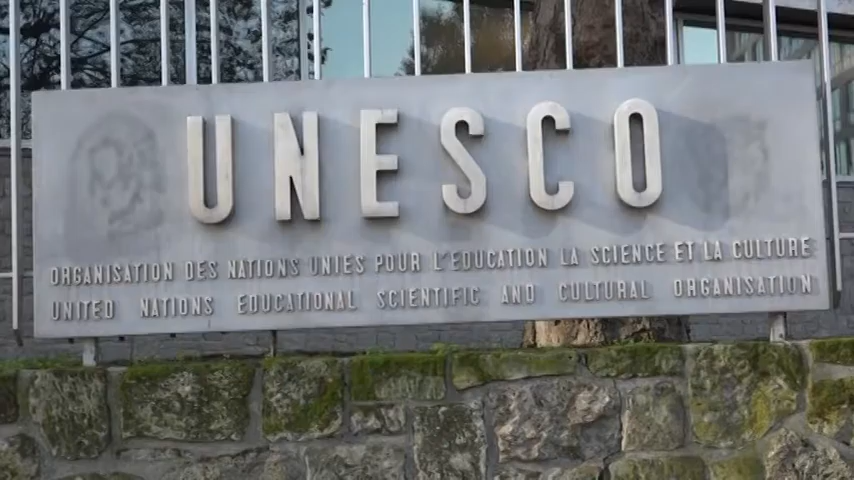 UNESCO
ORGANISATION DES NATIONS UNIES POUR L'EDUCATION LA SCIENCE ET LA CULTURE
UNITED NATIONS EDUCATIONAL SCIENTIFIC AND CULTURAL ORGANISATION